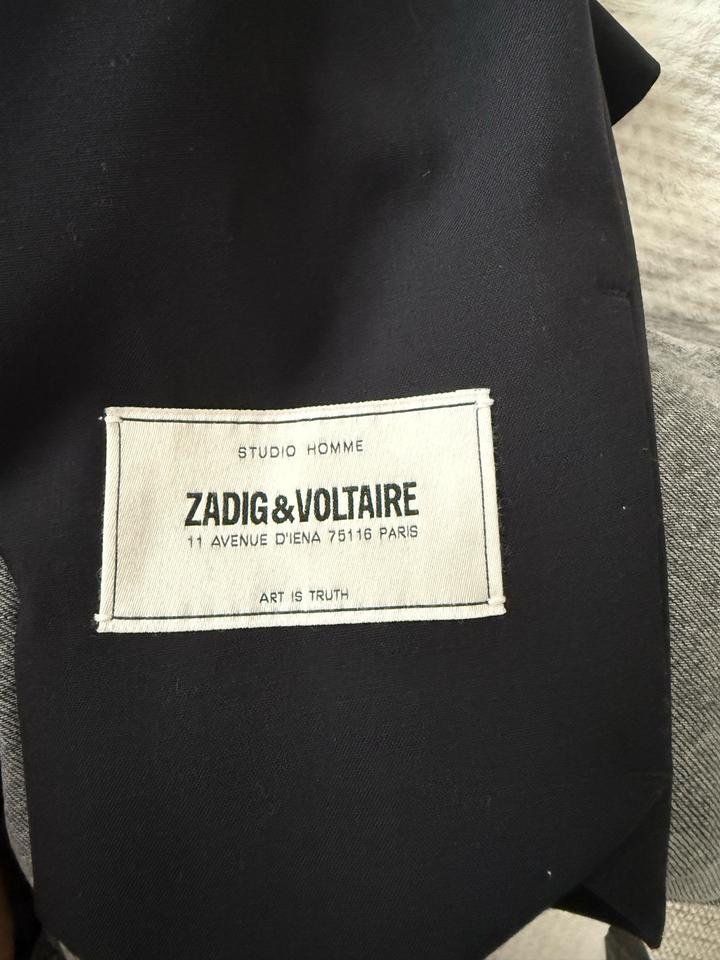 STUDIO HOMME
ZADIG&VOLTAIRE
11 AVENUE D'IENA 75116 PARIS
ART IS TRUTH